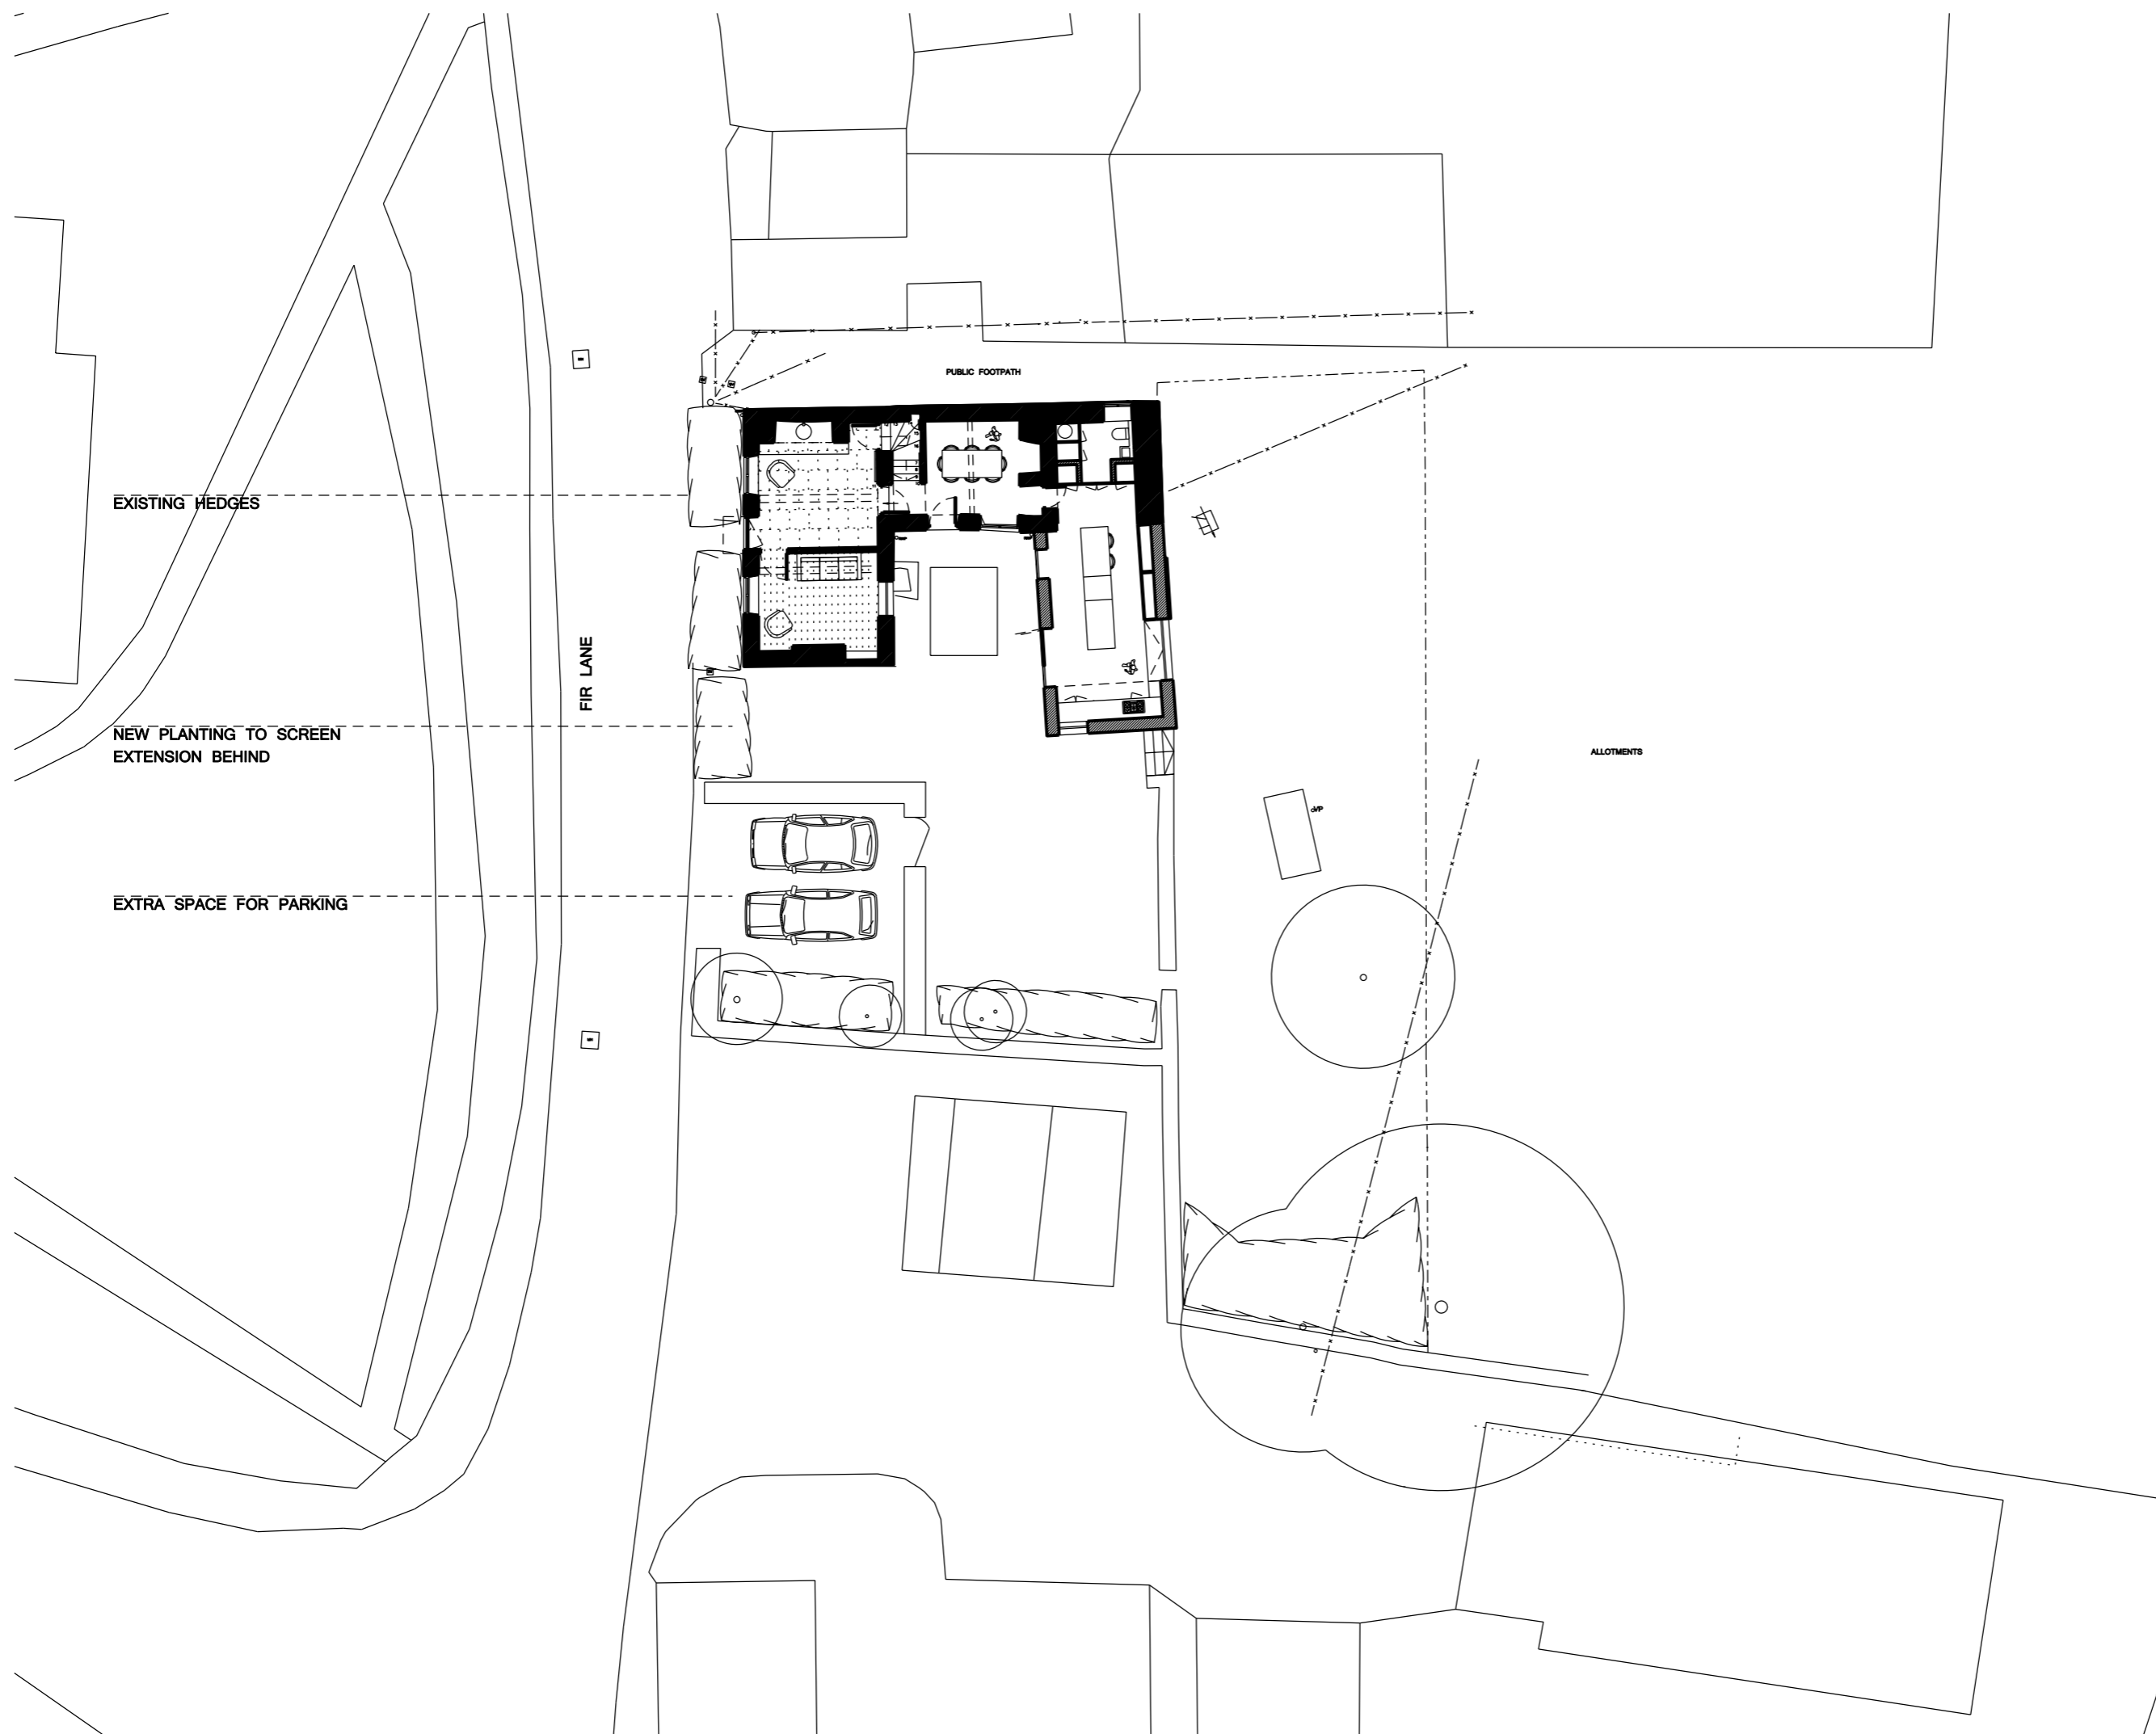 PUBLIC FOOTPATH
EXISTING HEDGES
FIR LANE
NEW PLANTING TO SCREEN
EXTENSION BEHIND
ALLOTMENTS
EXTRA SPACE FOR PARKING